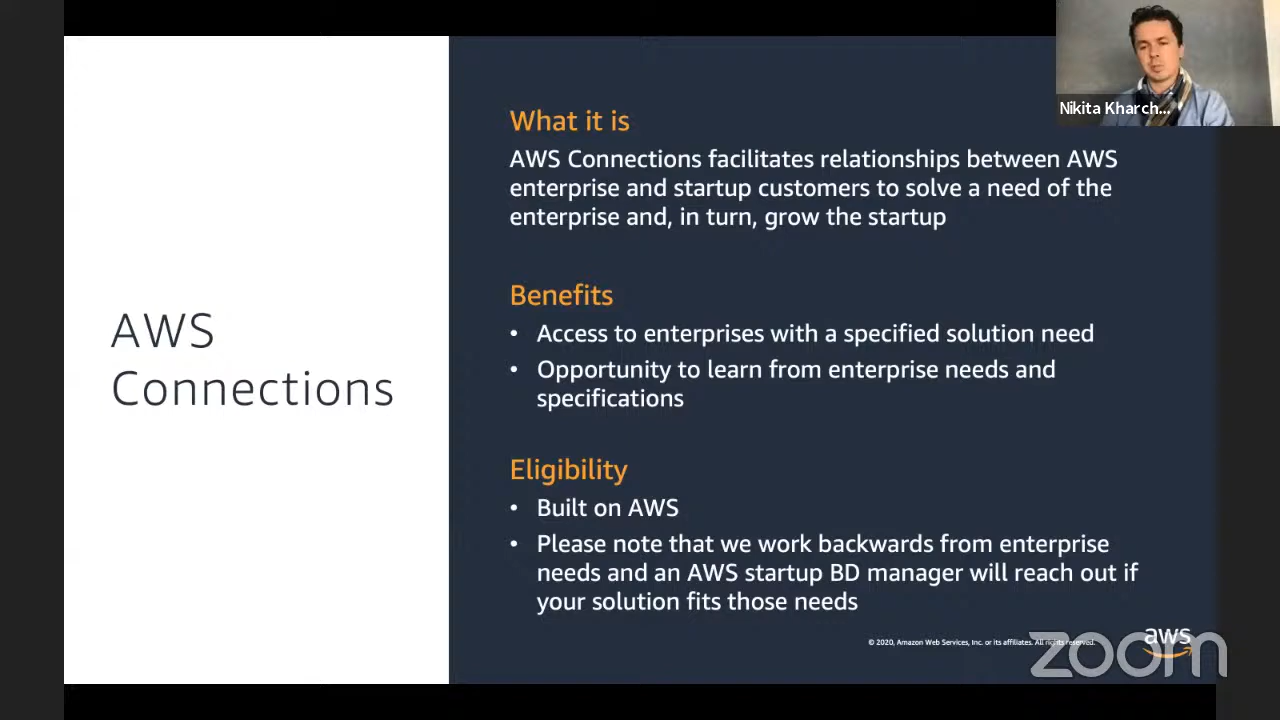 Nikita Kharch...
What it is
AWS Connections facilitates relationships between AWS
enterprise and startup customers to solve a need of the
enterprise and, in turn, grow the startup
Benefits
• Access to enterprises with a specified solution need
• Opportunity to learn from enterprise needs and
specifications
AWS
Connections
Eligibility
• Built on AWS
• Please note that we work backwards from enterprise
needs and an AWS startup BD manager will reach out if
your solution fits those needs
© 2020, Amazon Web Services, Inc. or its affiliates. All rights reserved.
aws
zoom